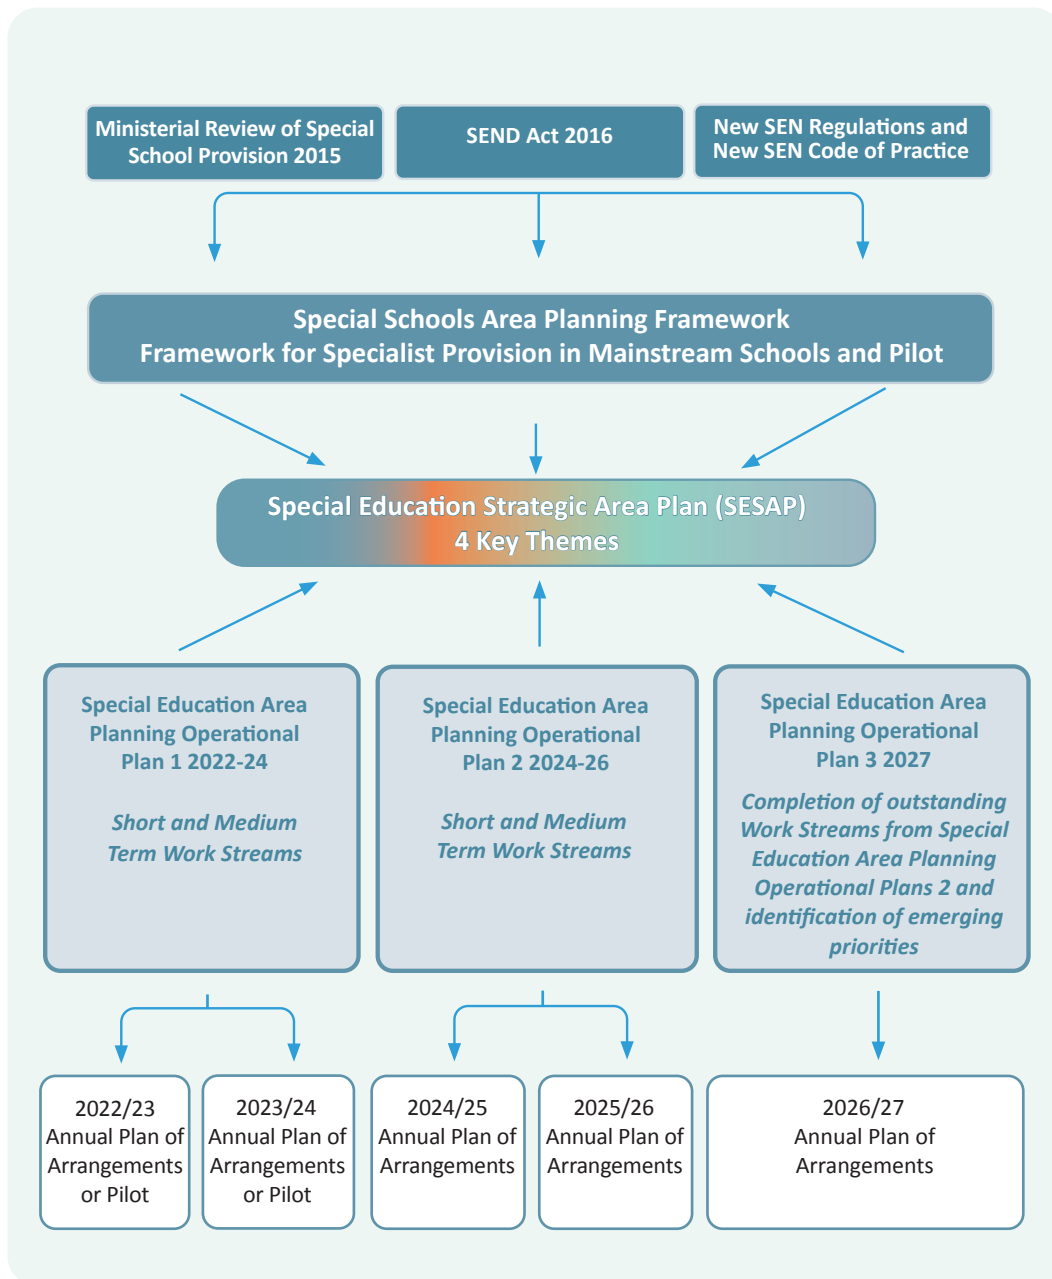 Ministerial Review of Special
School Provision 2015
SEND Act 2016
New SEN Regulations and
New SEN Code of Practice
Special Schools Area Planning Framework
Framework for Specialist Provision in Mainstream Schools and Pilot
Special Education Strategic Area Plan (SESAP)
4 Key Themes
Special Education Area
Planning Operational
Plan 1 2022-24
Short and Medium
Term Work Streams
Special Education Area
Planning Operational
Plan 2 2024-26
Short and Medium
Term Work Streams
Special Education Area
Planning Operational
Plan 3 2027
Completion of outstanding
Work Streams from Special
Education Area Planning
Operational Plans 2 and
identification of emerging
priorities
2022/23
Annual Plan of
Arrangements
or Pilot
2023/24
Annual Plan of
Arrangements
or Pilot
2024/25
Annual Plan of
Arrangements
2025/26
Annual Plan of
Arrangements
2026/27
Annual Plan of
Arrangements